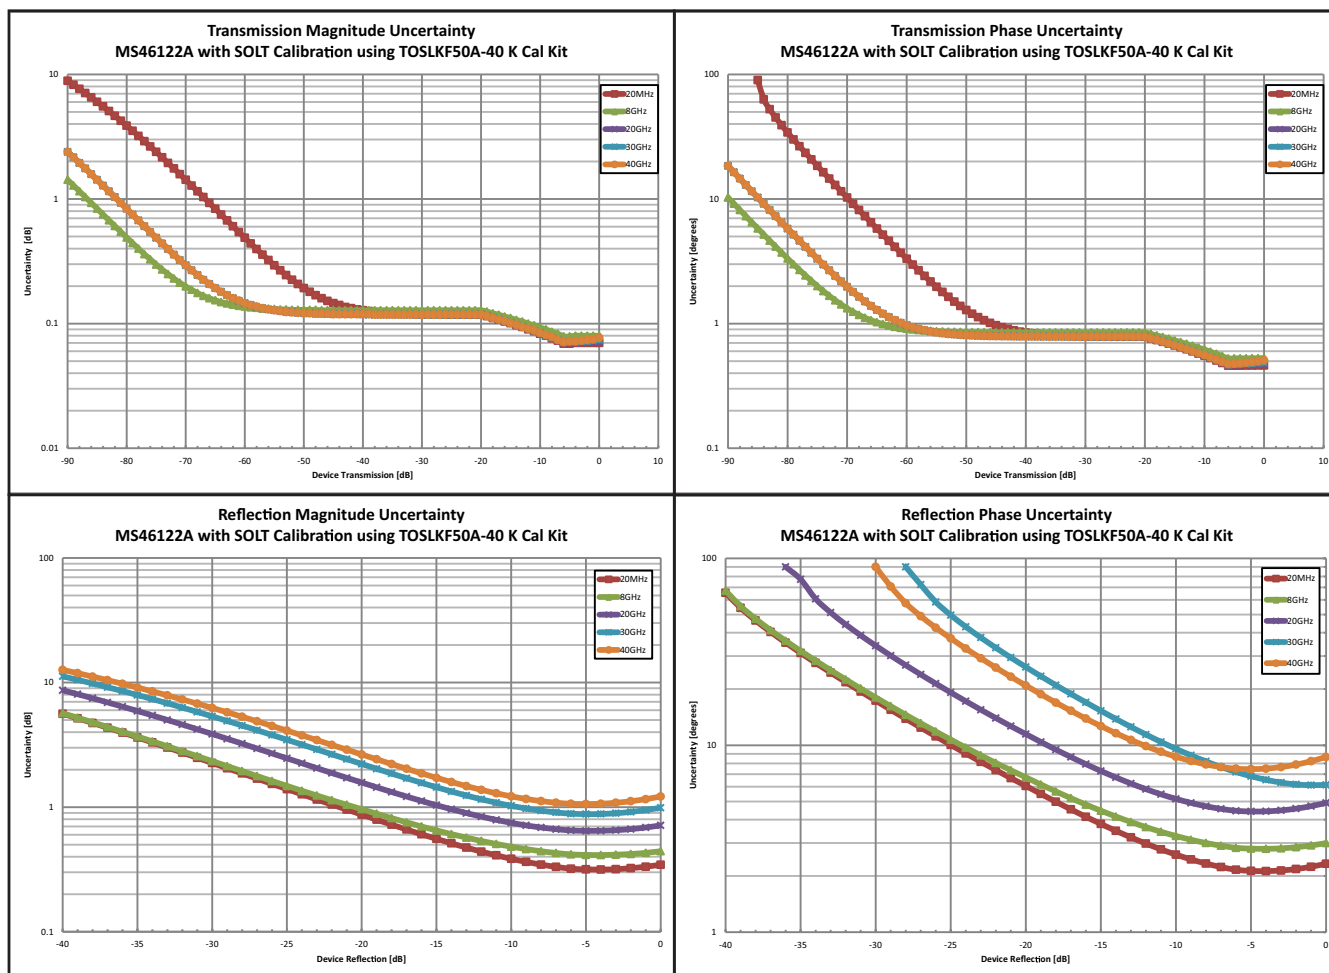 Transmission Magnitude Uncertainty
MS46122A with SOLT Calibration using TOSLKF50A-40 K Cal Kit
10
1
0.1
0.01
Uncertainty [dB]
20MHz
8GHz
20GHz
30GHz
40GHz
-90 -80 -70 -60 -50 -40 -30 -20 -10 0 10
Device Transmission [dB]
Transmission Phase Uncertainty
MS46122A with SOLT Calibration using TOSLKF50A-40 K Cal Kit
100
10
1
0.1
Uncertainty [degrees]
20MHz
8GHz
20GHz
30GHz
40GHz
-90 -80 -70 -60 -50 -40 -30 -20 -10 0 10
Device Transmission [dB]
Reflection Magnitude Uncertainty
MS46122A with SOLT Calibration using TOSLKF50A-40 K Cal Kit
100
10
1
0.1
Uncertainty [dB]
20MHz
8GHz
20GHz
30GHz
40GHz
-40 -35 -30 -25 -20 -15 -10 -5 0
Device Reflection [dB]
Reflection Phase Uncertainty
MS46122A with SOLT Calibration using TOSLKF50A-40 K Cal Kit
100
10
1
Uncertainty [degrees]
20MHz
8GHz
20GHz
30GHz
40GHz
-40 -35 -30 -25 -20 -15 -10 -5 0
Device Reflection [dB]